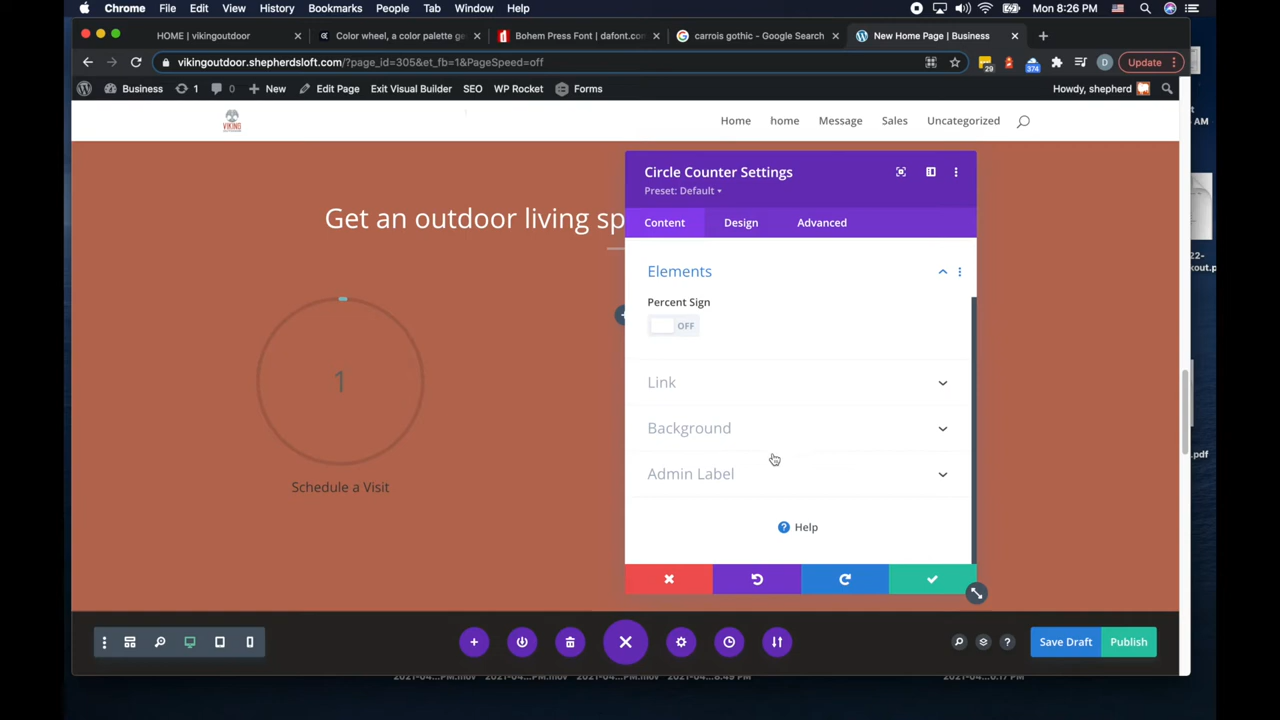 Chrome File Edit View History Bookmarks People Tab Window Help Mon 8:26 PM
HOME | vikingoutdoor Color wheel, a color palette ge Bohem Press Font | dafont.com carrois gothic - Google Search New Home Page | Business
vikingoutdoor.shepherdsloft.com/?page_id=305&et_fb=1&PageSpeed=off 29 374 D Update
Business 1 0 New Edit Page Exit Visual Builder SEO WP Rocket Forms Howdy, shepherd
VIKING Home home Message Sales Uncategorized
Circle Counter Settings
Preset: Default
Get an outdoor living sp
Content Design Advanced
Elements
Percent Sign
OFF
1
Link
Background
Admin Label
Schedule a Visit
Help
Save Draft Publish